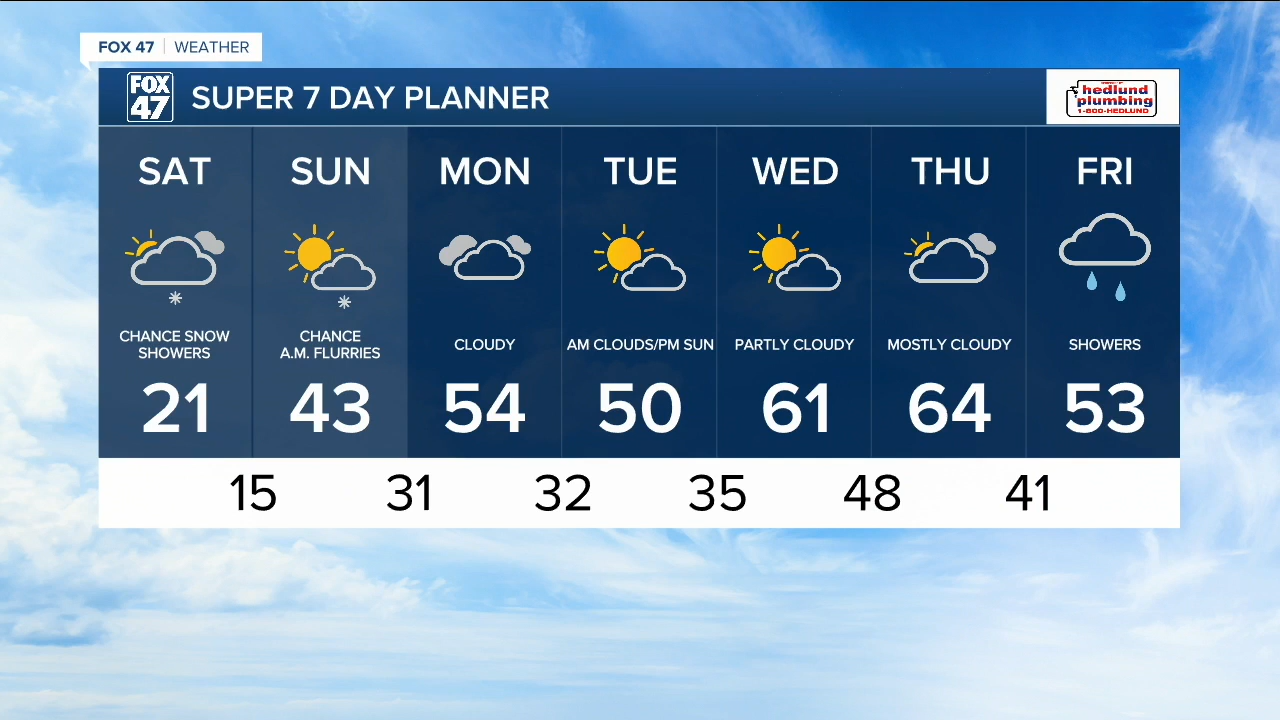 FOX 47 | WEATHER
FOX
47
SUPER 7 DAY PLANNER
hedlund
plumbing
1-800-HEDLUND
SAT
SUN
MON
TUE
WED
THU
FRI
CHANCE SNOW
SHOWERS
CHANCE
A.M. FLURRIES
CLOUDY
AM CLOUDS/PM SUN
PARTLY CLOUDY
MOSTLY CLOUDY
SHOWERS
21
43
54
50
61
64
53
15
31
32
35
48
41